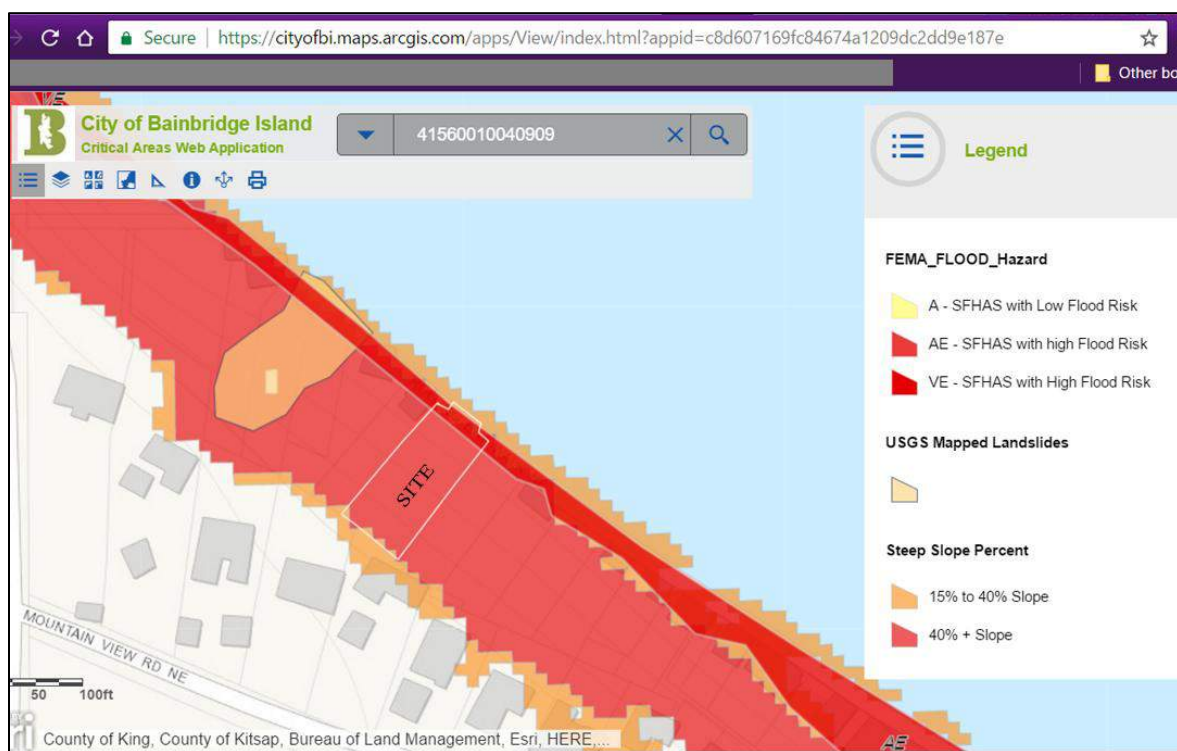 Secure | https://cityofbi.maps.arcgis.com/apps/View/index.html?appid=c8d607169fc84674a1209dc2dd9e187e
Other bo
VE
City of Bainbridge Island
Critical Areas Web Application
41560010040909
Legend
FEMA_FLOOD_Hazard
A - SFHAS with Low Flood Risk
AE - SFHAS with high Flood Risk
VE - SFHAS with High Flood Risk
USGS Mapped Landslides
SITE
Steep Slope Percent
15% to 40% Slope
40% + Slope
MOUNTAIN VIEW RD NE
50 100ft
County of King, County of Kitsap, Bureau of Land Management, Esri, HERE,...
AE